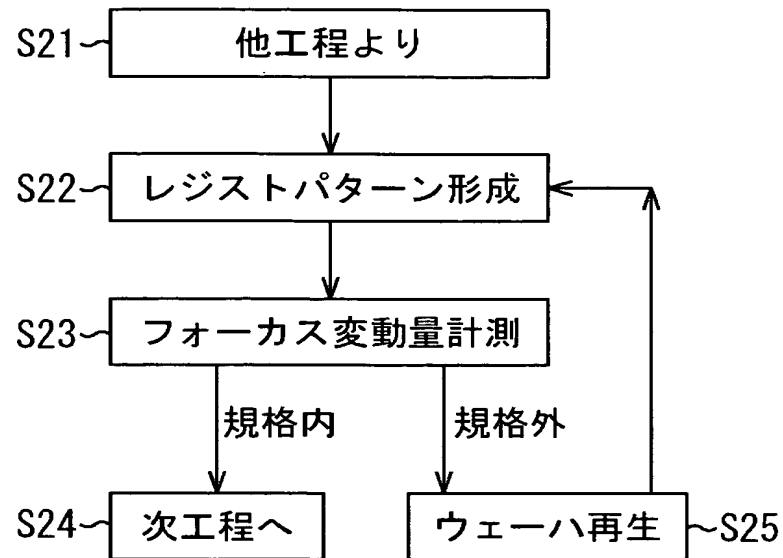 S21 他工程より
S22 レジストパターン形成
S23 フォーカス変動量計測
規格内 規格外
S24 次工程へ ウェーハ再生 S25